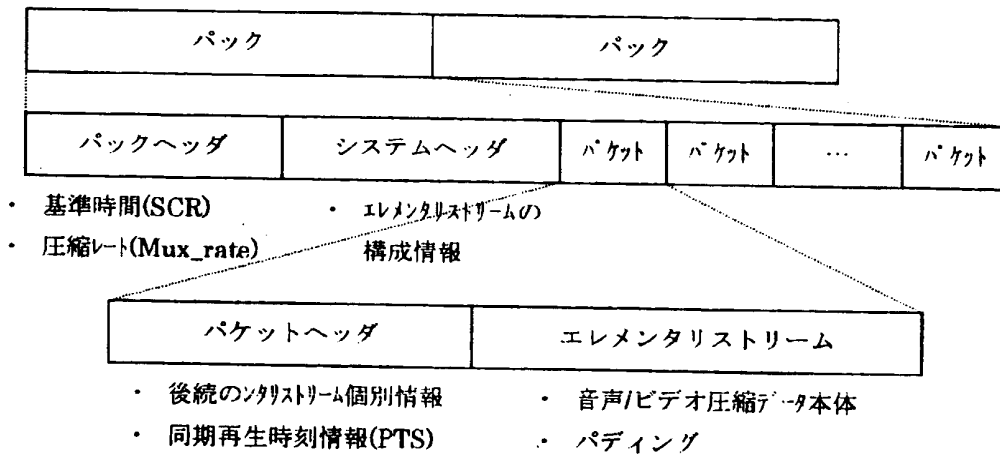 パック パック
パックヘッダ システムヘッダ パケット パケット … パケット
・ 基準時間(SCR) ・ エレメンタリストリームの
・ 圧縮レート(Mux_rate) 構成情報
パケットヘッダ エレメンタリストリーム
・ 後続のンタリストリーム個別情報 ・ 音声/ビデオ圧縮データ本体
・ 同期再生時刻情報(PTS) ・ パディング